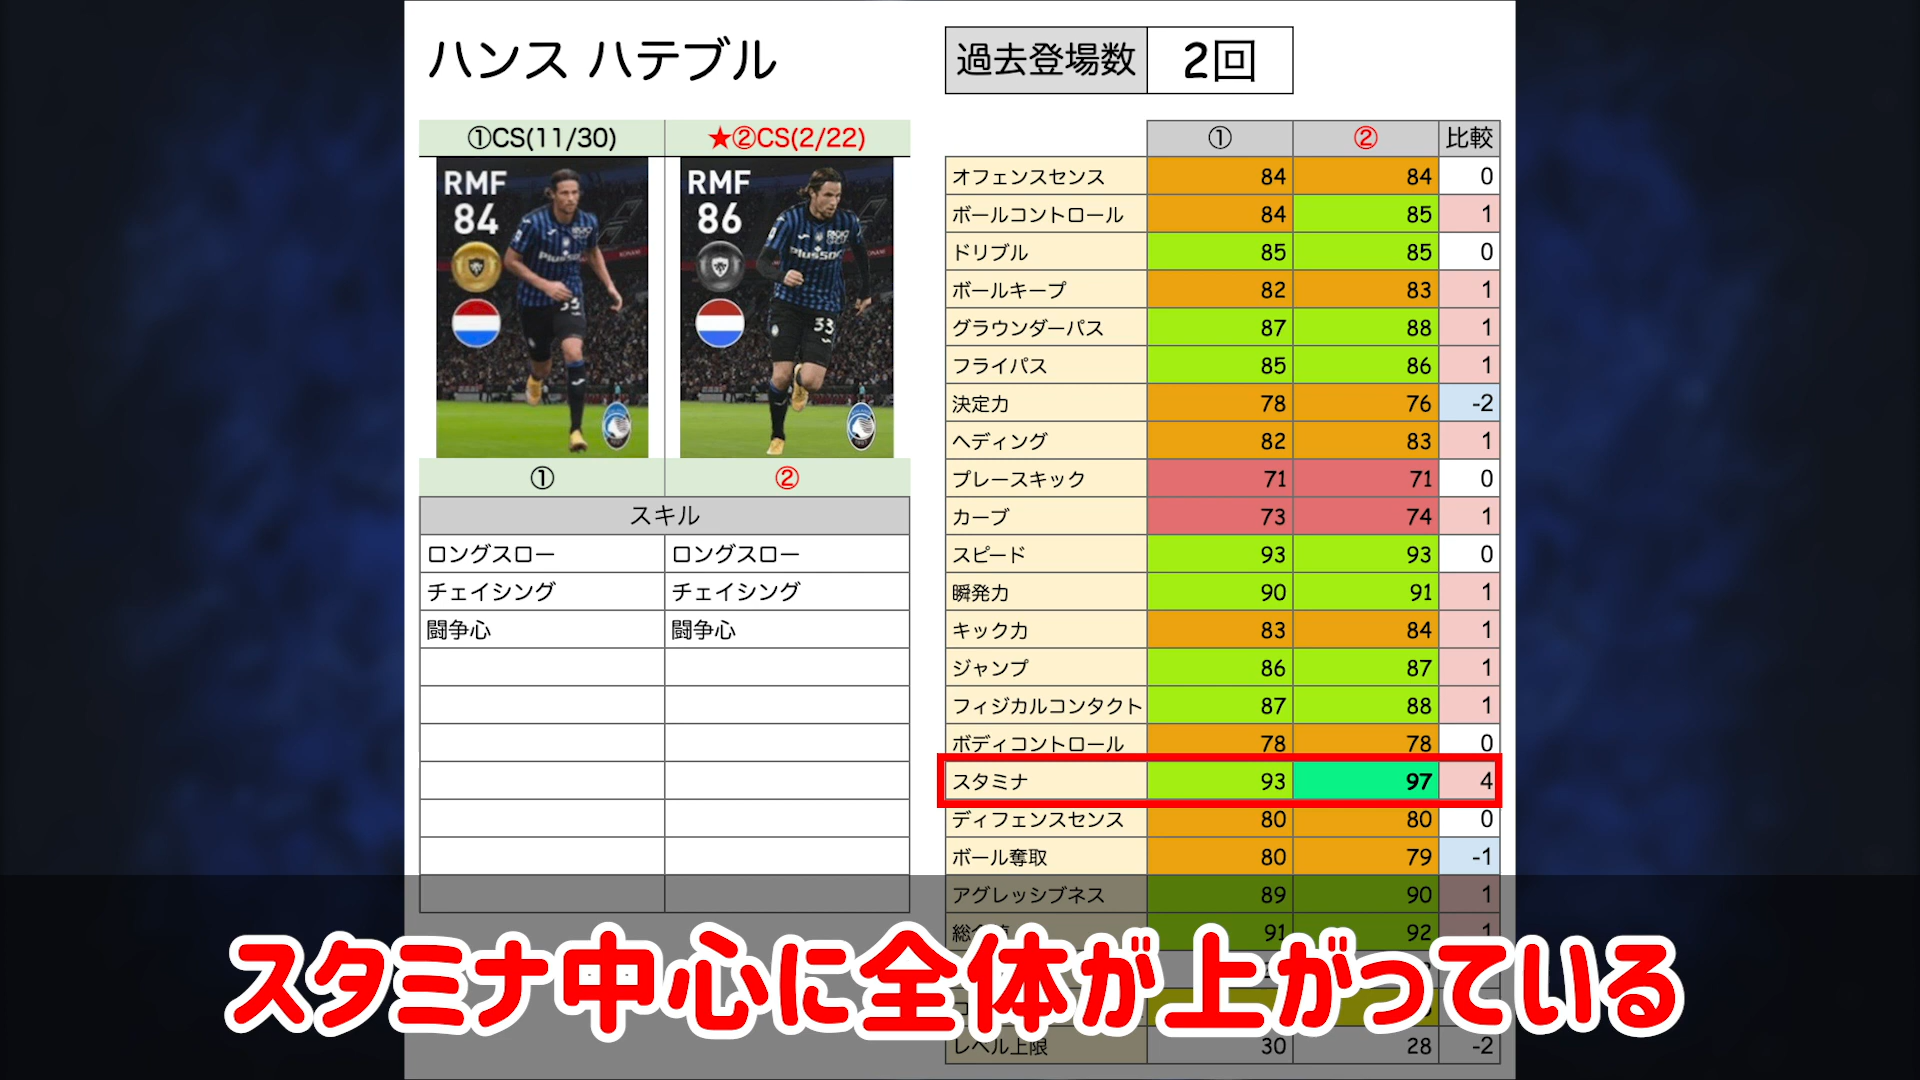 ハンス ハテブル
過去登場数 2回
①CS(11/30) ★②CS(2/22)
RMF 84
RMF 86
33
33
① ②
スキル
ロングスロー ロングスロー
チェイシング チェイシング
闘争心 闘争心
① ② 比較
オフェンスセンス 84 84 0
ボールコントロール 84 85 1
ドリブル 85 85 0
ボールキープ 82 83 1
グラウンダーパス 87 88 1
フライパス 85 86 1
決定力 78 76 -2
ヘディング 82 83 1
プレースキック 71 71 0
カーブ 73 74 1
スピード 93 93 0
瞬発力 90 91 1
キック力 83 84 1
ジャンプ 86 87 1
フィジカルコンタクト 87 88 1
ボディコントロール 78 78 0
スタミナ 93 97 4
ディフェンスセンス 80 80 0
ボール奪取 80 79 -1
アグレッシブネス 89 90 1
91 92 1
レベル上限 30 28 -2
スタミナ中心に全体が上がっている